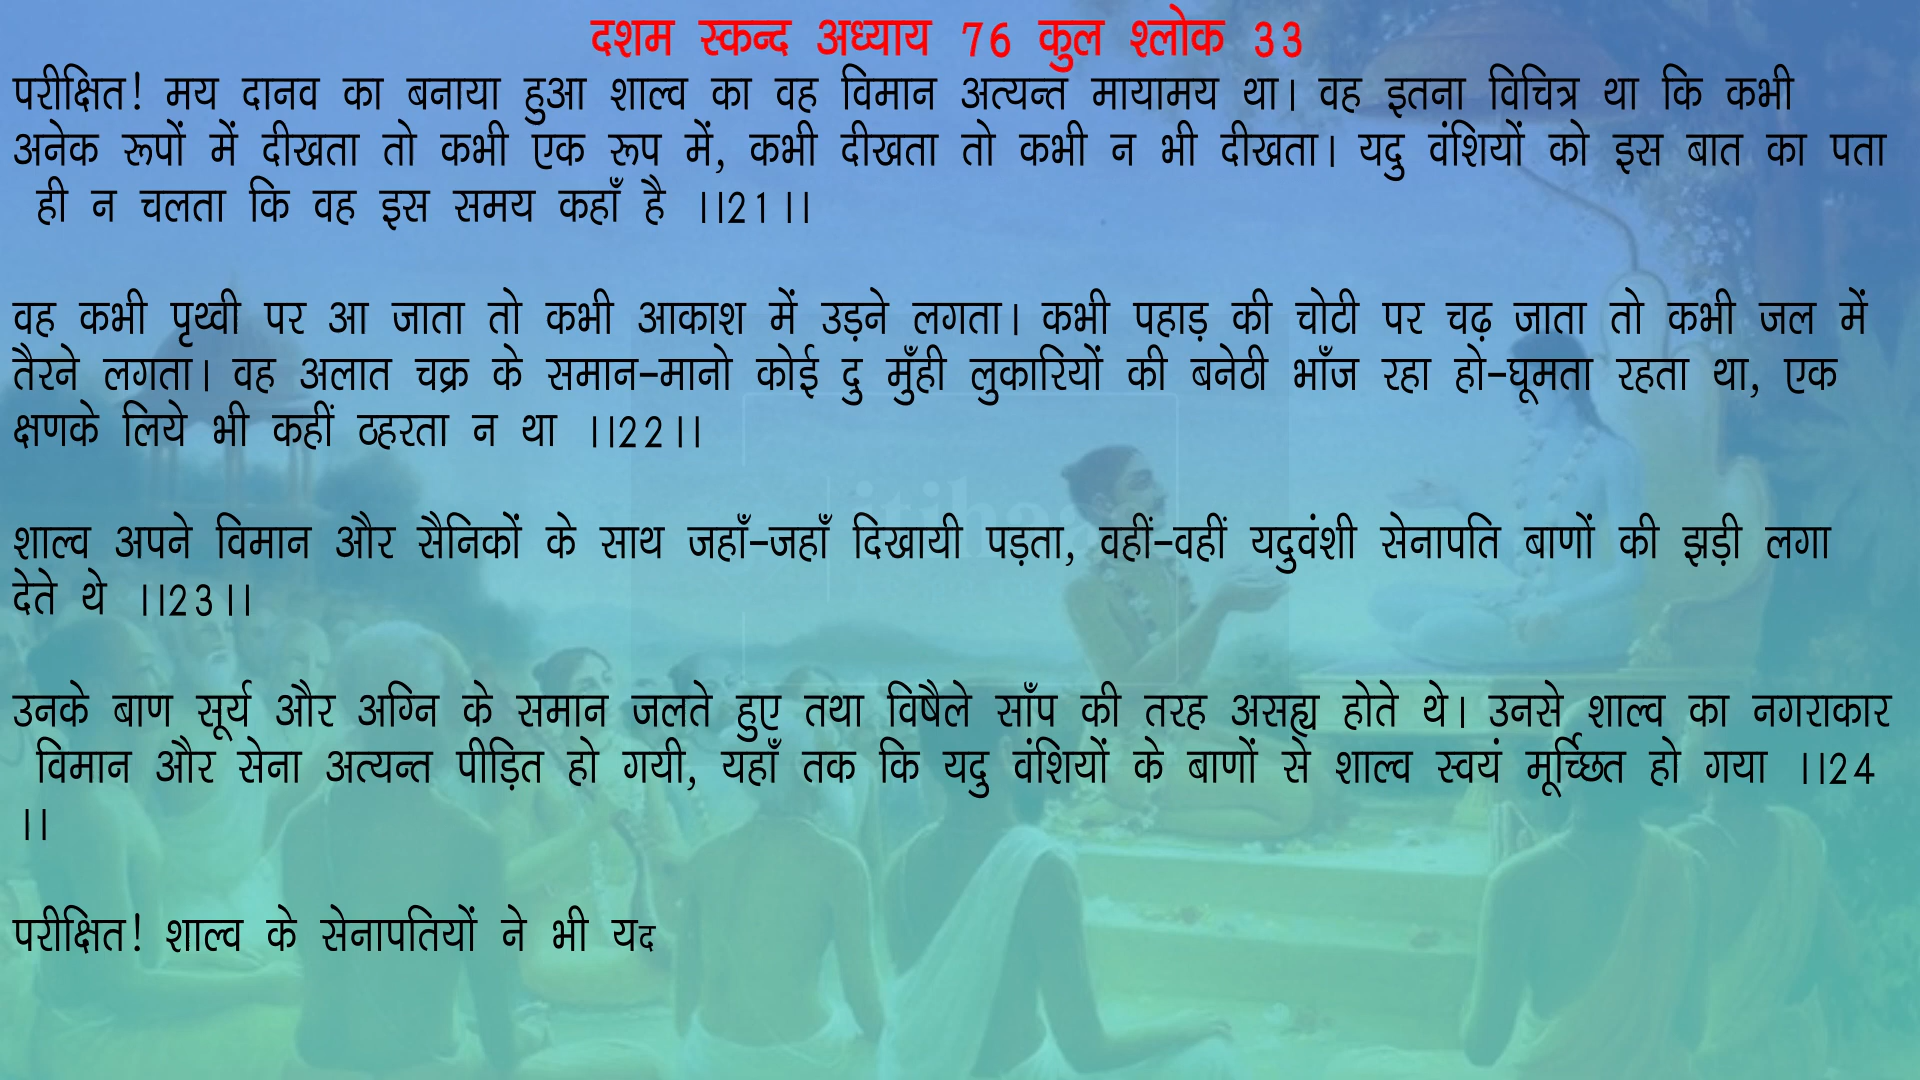 दशम स्कन्द अध्याय 76 कुल श्लोक 33
परीक्षित! मय दानव का बनाया हुआ शाल्व का वह विमान अत्यन्त मायामय था। वह इतना विचित्र था कि कभी
अनेक रूपों में दीखता तो कभी एक रूप में, कभी दीखता तो कभी न भी दीखता। यदु वंशियों को इस बात का पता
ही न चलता कि वह इस समय कहाँ है ।।21।।
वह कभी पृथ्वी पर आ जाता तो कभी आकाश में उड़ने लगता। कभी पहाड़ की चोटी पर चढ़ जाता तो कभी जल में
तैरने लगता। वह अलात चक्र के समान-मानो कोई दु मुँही लुकारियों की बनेठी भाँज रहा हो-घूमता रहता था, एक
क्षणके लिये भी कहीं ठहरता न था ।।22।।
शाल्व अपने विमान और सैनिकों के साथ जहाँ-जहाँ दिखायी पड़ता, वहीं-वहीं यदुवंशी सेनापति बाणों की झड़ी लगा
देते थे ।।23।।
उनके बाण सूर्य और अग्नि के समान जलते हुए तथा विषैले साँप की तरह असह्य होते थे। उनसे शाल्व का नगराकार
विमान और सेना अत्यन्त पीड़ित हो गयी, यहाँ तक कि यदु वंशियों के बाणों से शाल्व स्वयं मूर्च्छित हो गया ।।24
।।
परीक्षित! शाल्व के सेनापतियों ने भी यद